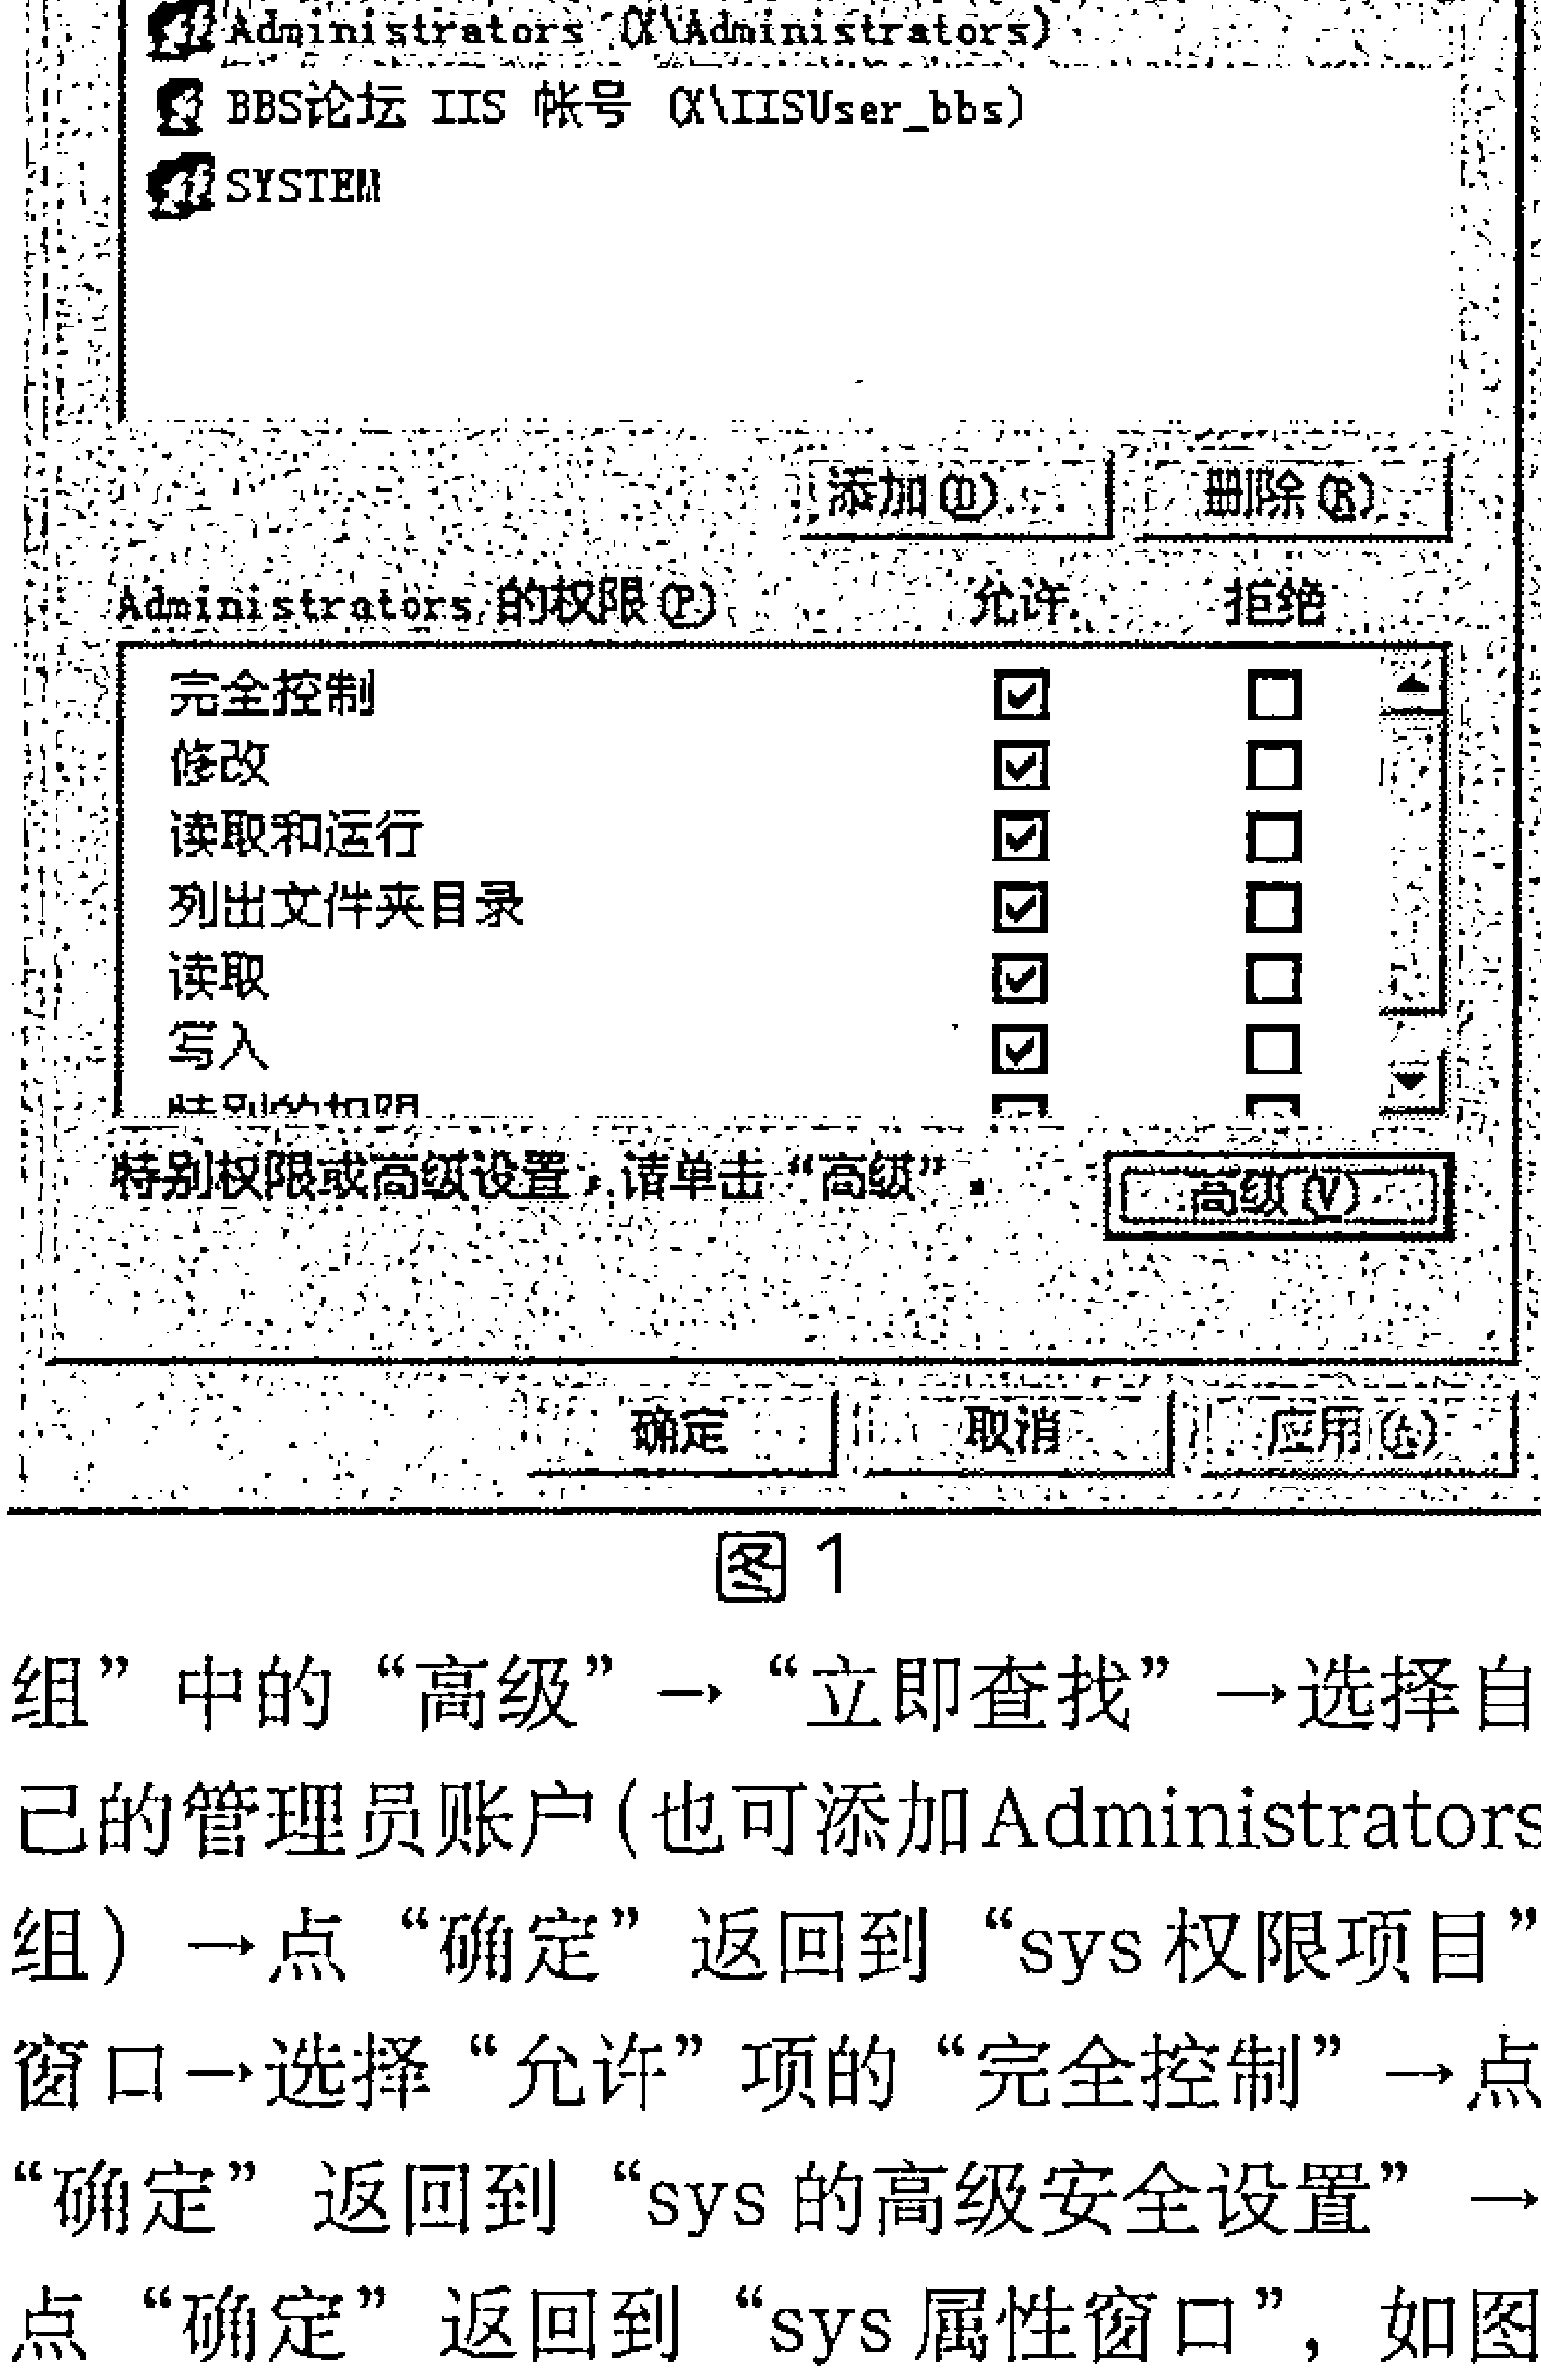 Administrators (X\Administrators)
BBS论坛 IIS 帐号 (X\IISUser_bbs)
SYSTEM
添加(D)... 删除(R)
Administrators 的权限(P) 允许 拒绝
完全控制
修改
读取和运行
列出文件夹目录
读取
写入
特别的权限
特别权限或高级设置，请单击“高级”。 高级(V)
确定 取消 应用(A)
图 1
组”中的“高级”→“立即查找”→选择自
己的管理员账户(也可添加Administrators
组）→点“确定”返回到“sys 权限项目”
窗口→选择“允许”项的“完全控制”→点
“确定”返回到“sys 的高级安全设置”→
点“确定”返回到“sys 属性窗口”，如图